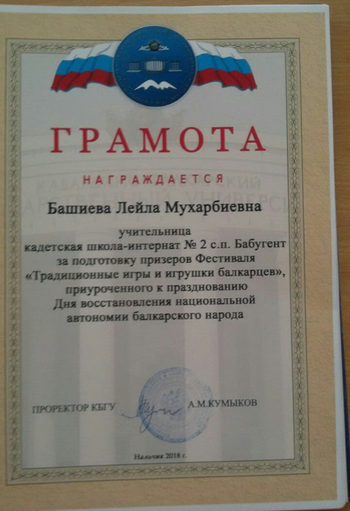 ГРАМОТА
НАГРАЖДАЕТСЯ
Башиева Лейла Мухарбиевна
учительница
кадетская школа-интернат № 2 с.п. Бабугент
за подготовку призеров Фестиваля
«Традиционные игры и игрушки балкарцев»,
приуроченного к празднованию
Дня восстановления национальной
автономии балкарского народа
ПРОРЕКТОР КБГУ
А.М.КУМЫКОВ
Нальчик 2018 г.